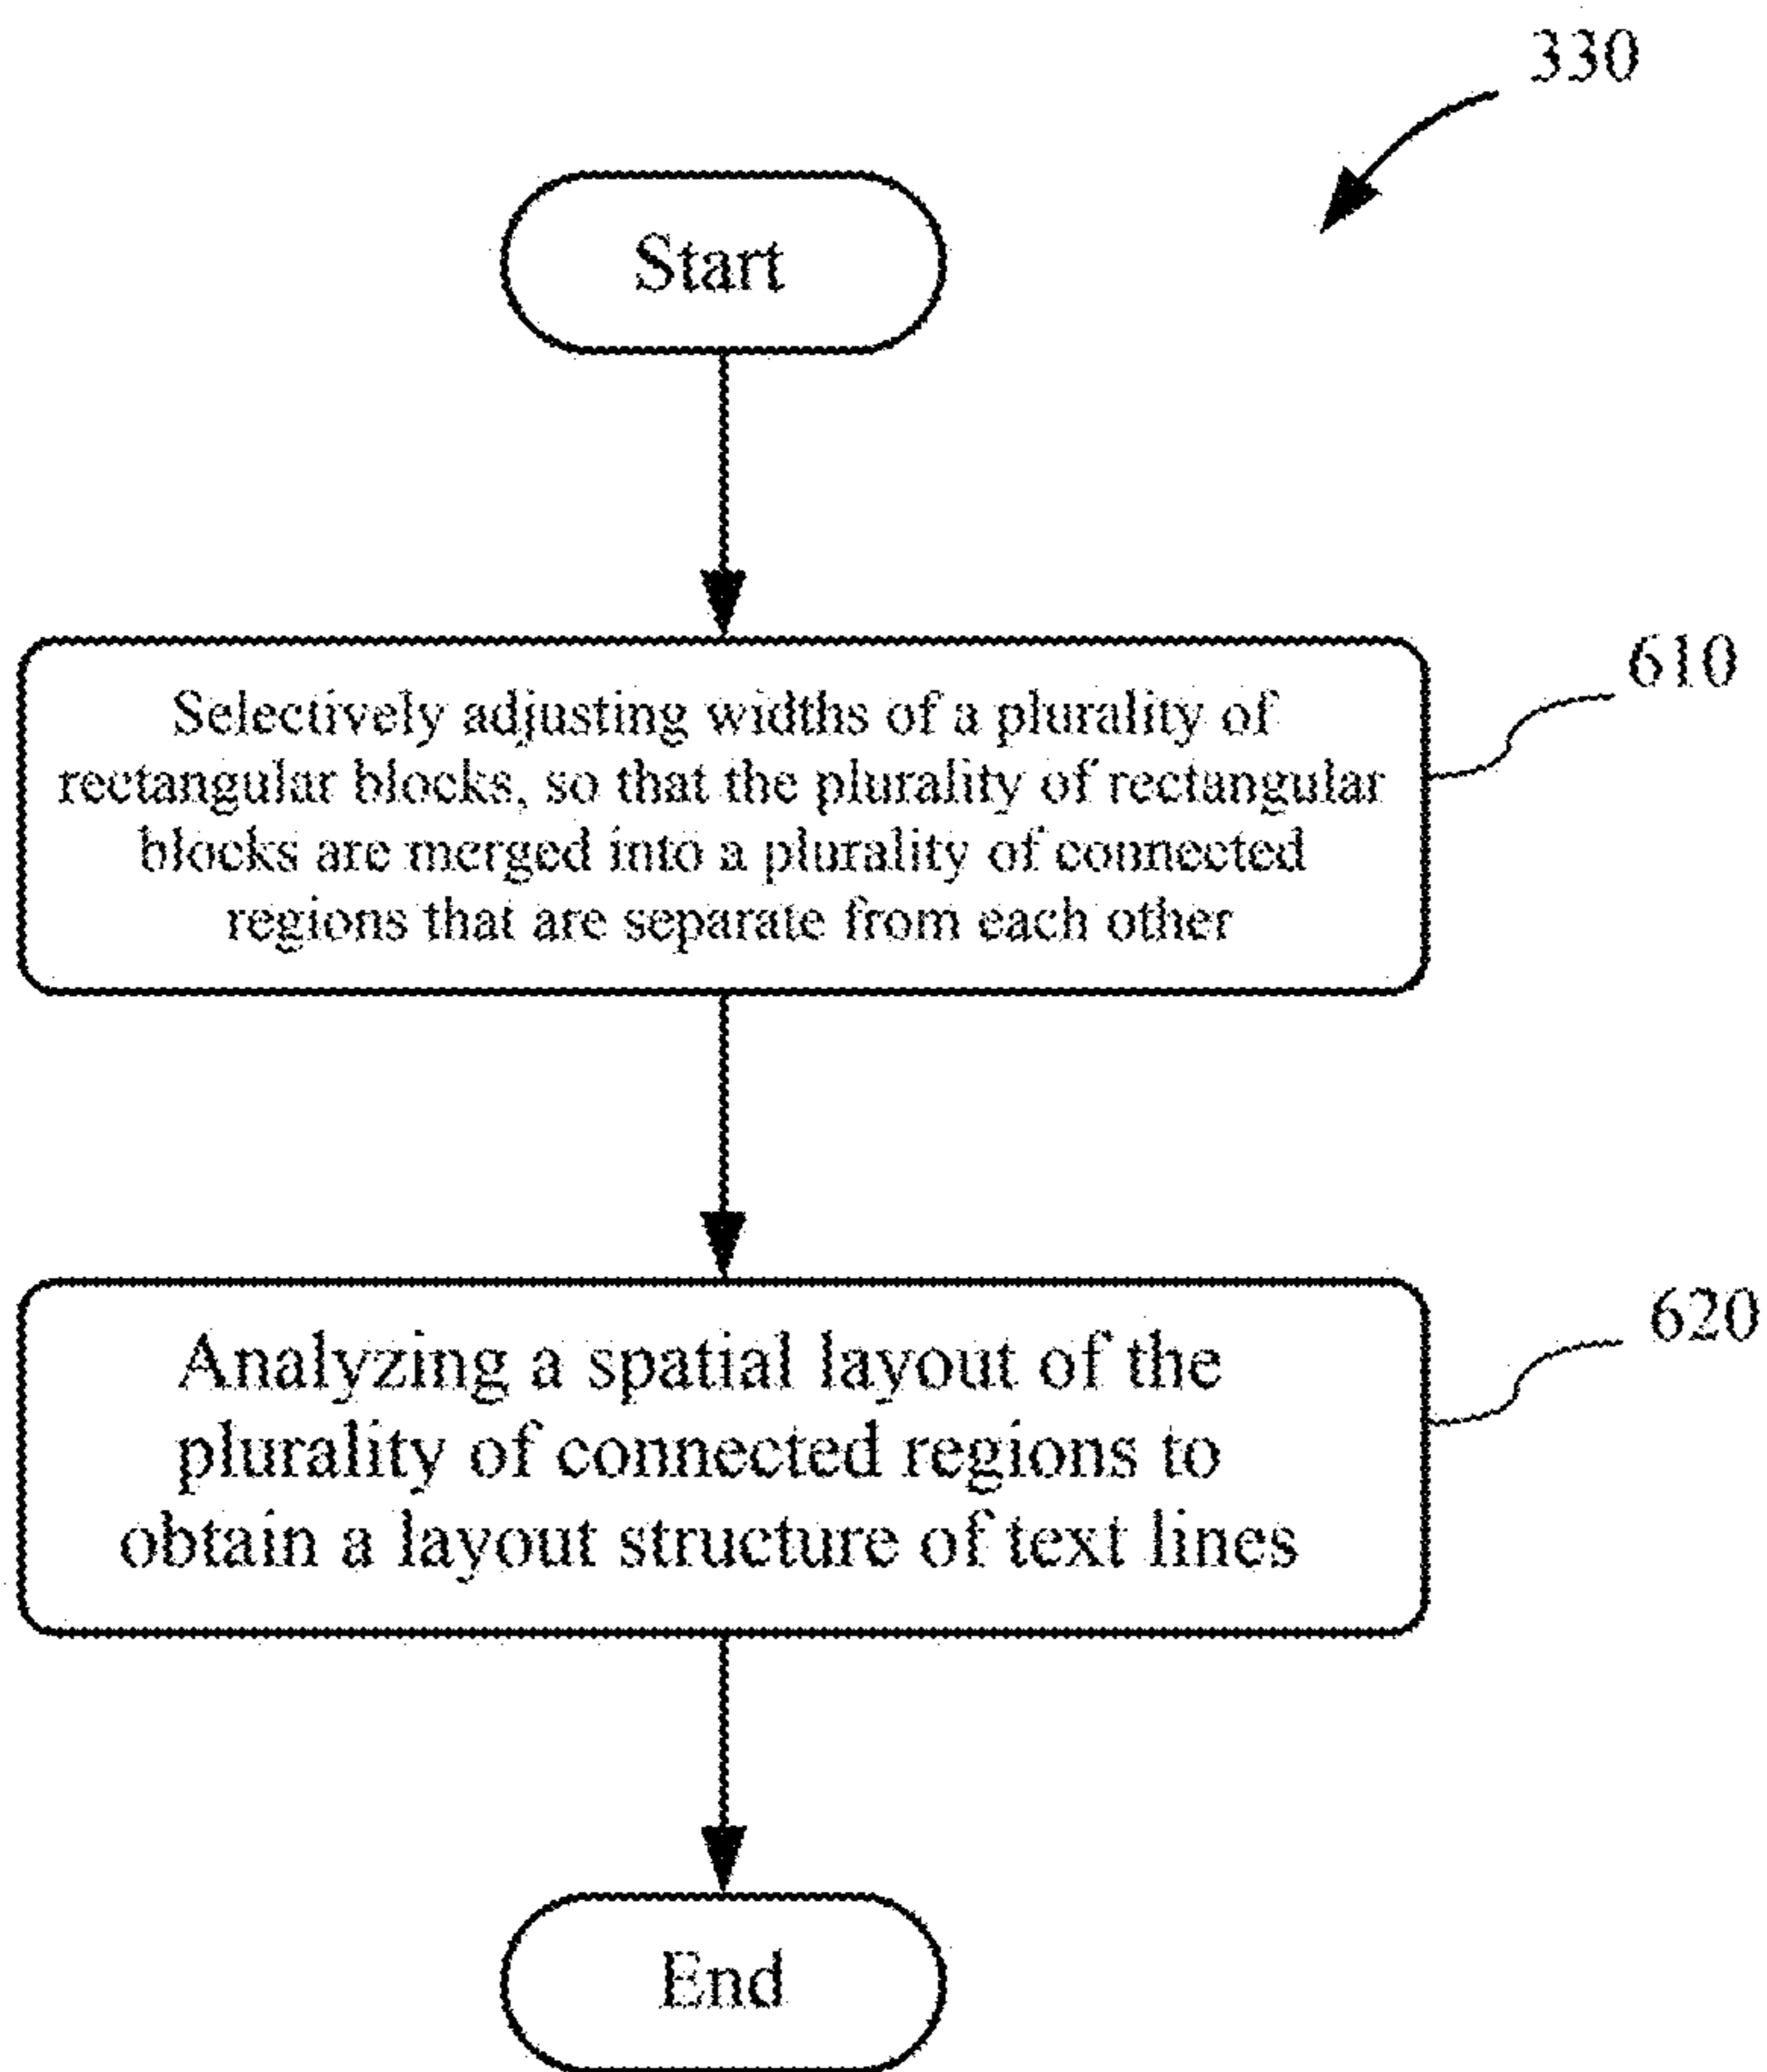 330
Start
610
Selectively adjusting widths of a plurality of
rectangular blocks, so that the plurality of rectangular
blocks are merged into a plurality of connected
regions that are separate from each other
620
Analyzing a spatial layout of the
plurality of connected regions to
obtain a layout structure of text lines
End